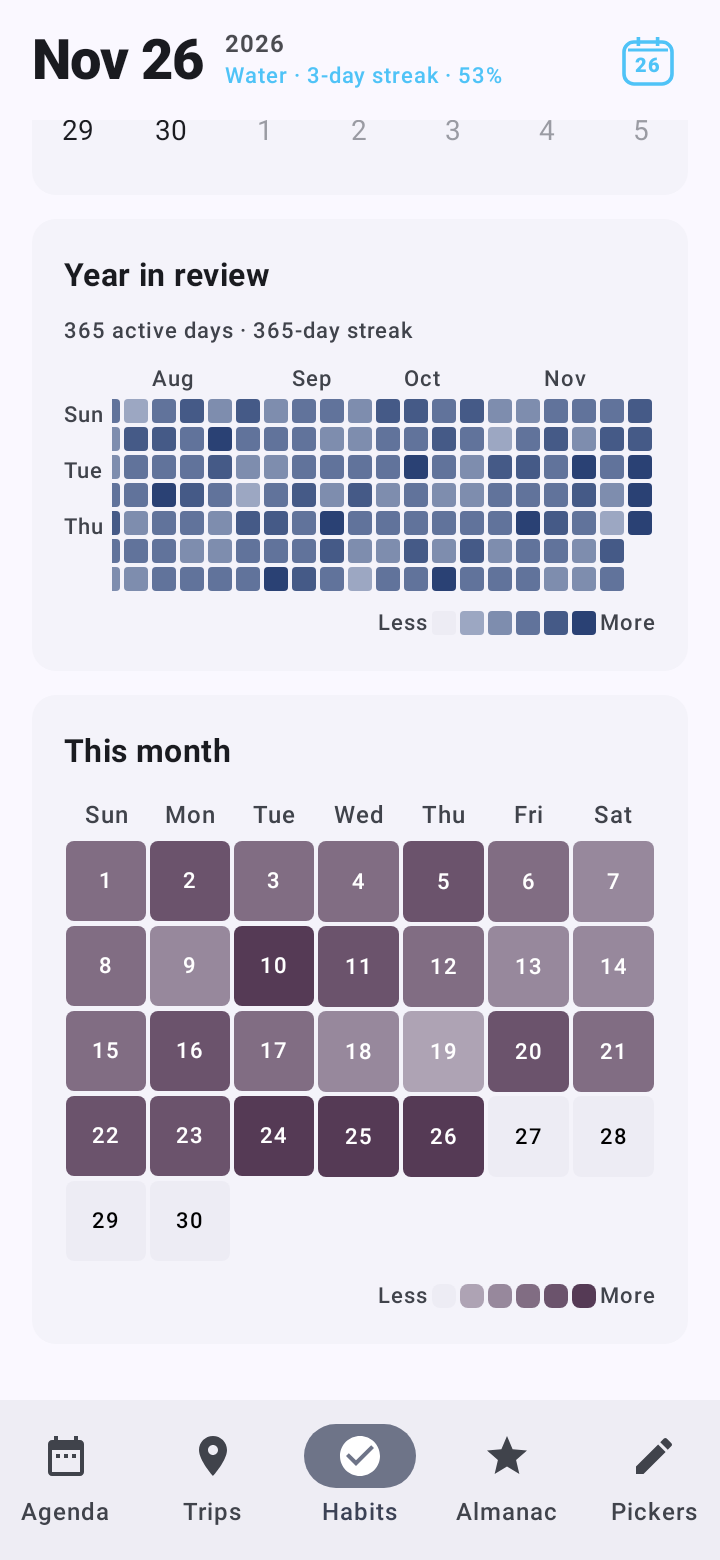 Nov 26
2026
Water · 3-day streak · 53%
26
29 30 1 2 3 4 5
Year in review
365 active days · 365-day streak
Aug Sep Oct Nov
Sun
Tue
Thu
Less More
This month
Sun Mon Tue Wed Thu Fri Sat
1 2 3 4 5 6 7
8 9 10 11 12 13 14
15 16 17 18 19 20 21
22 23 24 25 26 27 28
29 30
Less More
Agenda Trips Habits Almanac Pickers